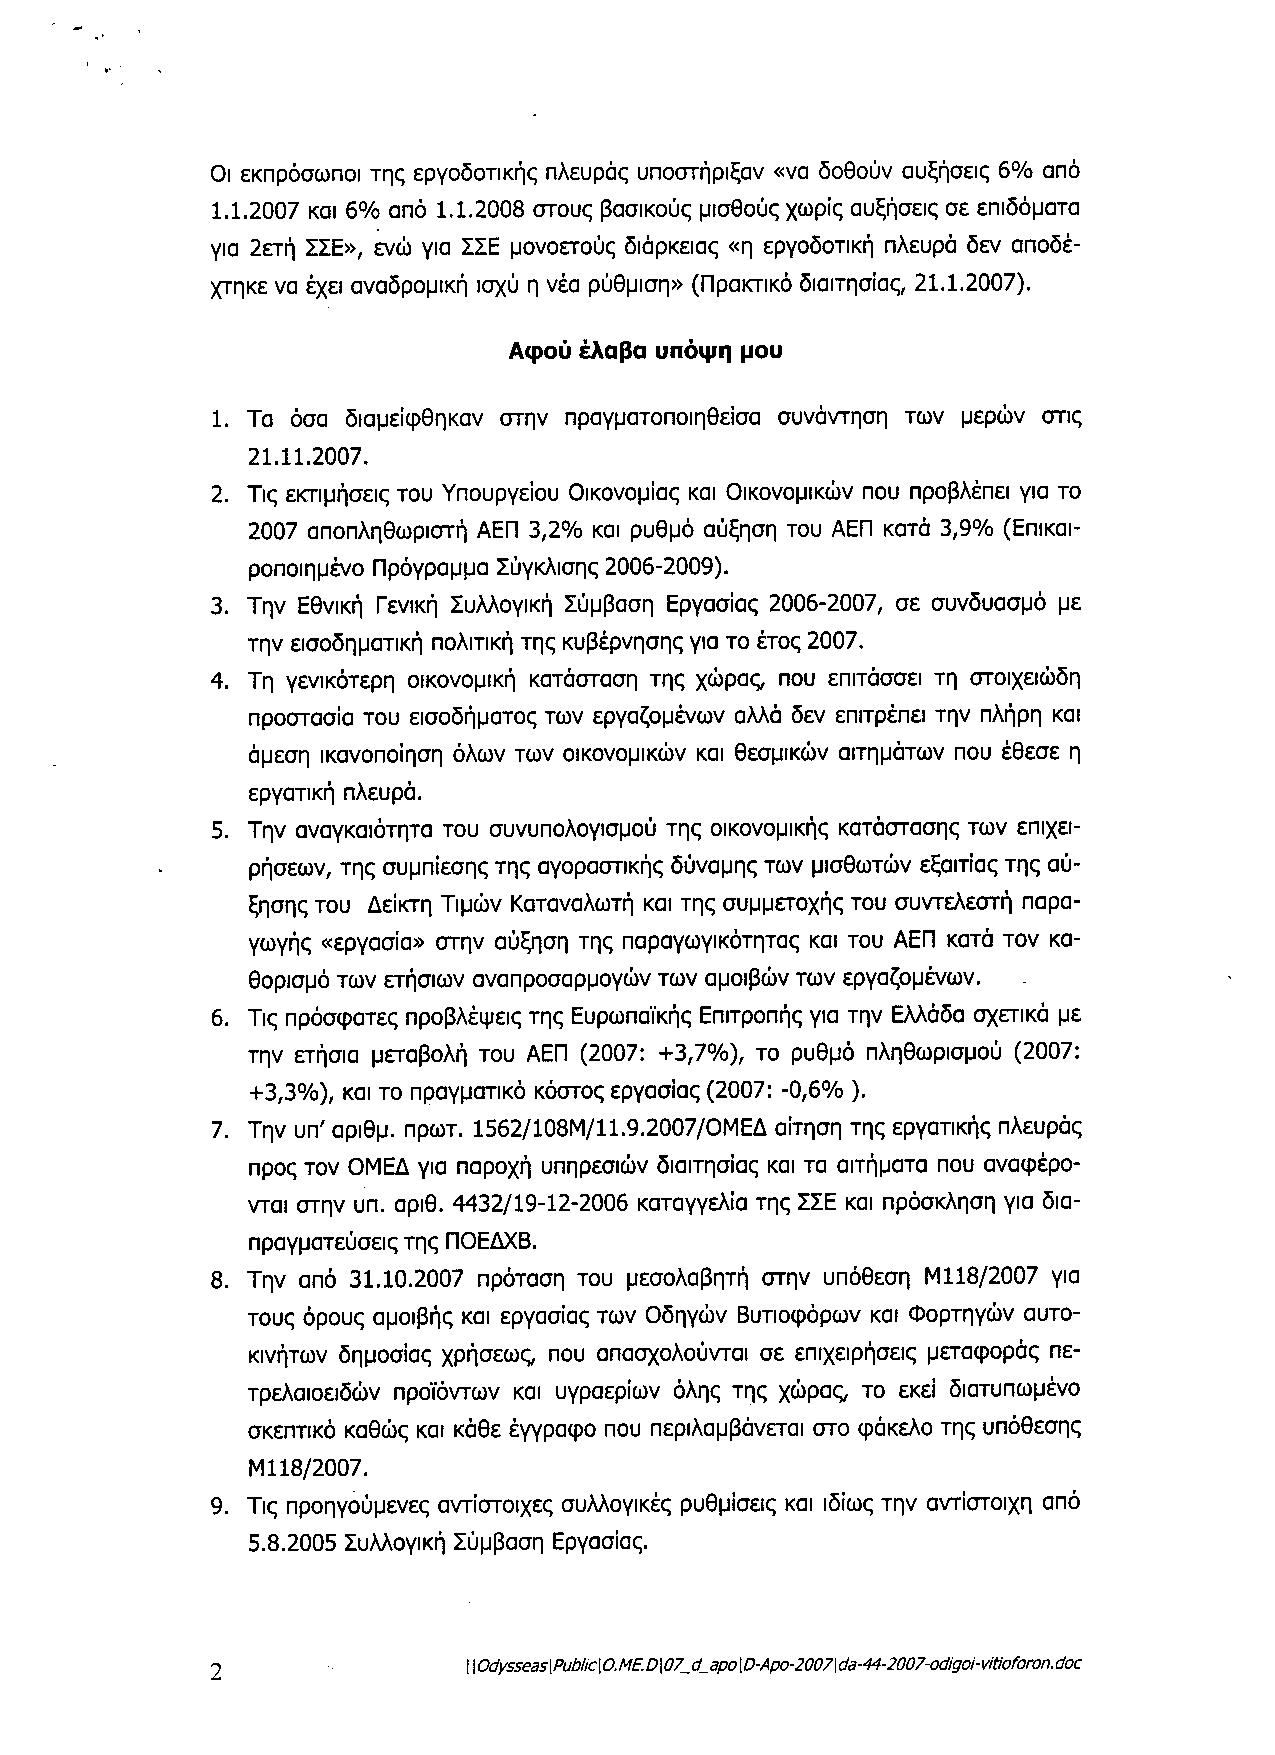 Οι εκπρόσωποι της εργοδοτικής πλευράς υποστήριξαν «να δοθούν αυξήσεις 6% από
1.1.2007 και 6% από 1.1.2008 στους βασικούς μισθούς χωρίς αυξήσεις σε επιδόματα
για 2ετή ΣΣΕ», ενώ για ΣΣΕ μονοετούς διάρκειας «η εργοδοτική πλευρά δεν αποδέ-
χτηκε να έχει αναδρομική ισχύ η νέα ρύθμιση» (Πρακτικό διαιτησίας, 21.1.2007).
Αφού έλαβα υπόψη μου
1. Τα όσα διαμείφθηκαν στην πραγματοποιηθείσα συνάντηση των μερών στις
21.11.2007.
2. Τις εκτιμήσεις του Υπουργείου Οικονομίας και Οικονομικών που προβλέπει για το
2007 αποπληθωριστή ΑΕΠ 3,2% και ρυθμό αύξηση του ΑΕΠ κατά 3,9% (Επικαι-
ροποιημένο Πρόγραμμα Σύγκλισης 2006-2009).
3. Την Εθνική Γενική Συλλογική Σύμβαση Εργασίας 2006-2007, σε συνδυασμό με
την εισοδηματική πολιτική της κυβέρνησης για το έτος 2007.
4. Τη γενικότερη οικονομική κατάσταση της χώρας, που επιτάσσει τη στοιχειώδη
προστασία του εισοδήματος των εργαζομένων αλλά δεν επιτρέπει την πλήρη και
άμεση ικανοποίηση όλων των οικονομικών και θεσμικών αιτημάτων που έθεσε η
εργατική πλευρά.
5. Την αναγκαιότητα του συνυπολογισμού της οικονομικής κατάστασης των επιχει-
ρήσεων, της συμπίεσης της αγοραστικής δύναμης των μισθωτών εξαιτίας της αύ-
ξησης του Δείκτη Τιμών Καταναλωτή και της συμμετοχής του συντελεστή παρα-
γωγής «εργασία» στην αύξηση της παραγωγικότητας και του ΑΕΠ κατά τον κα-
θορισμό των ετήσιων αναπροσαρμογών των αμοιβών των εργαζομένων.
6. Τις πρόσφατες προβλέψεις της Ευρωπαϊκής Επιτροπής για την Ελλάδα σχετικά με
την ετήσια μεταβολή του ΑΕΠ (2007: +3,7%), το ρυθμό πληθωρισμού (2007:
+3,3%), και το πραγματικό κόστος εργασίας (2007: -0,6% ).
7. Την υπ' αριθμ. πρωτ. 1562/108Μ/11.9.2007/ΟΜΕΔ αίτηση της εργατικής πλευράς
προς τον ΟΜΕΔ για παροχή υπηρεσιών διαιτησίας και τα αιτήματα που αναφέρο-
νται στην υπ. αριθ. 4432/19-12-2006 καταγγελία της ΣΣΕ και πρόσκληση για δια-
πραγματεύσεις της ΠΟΕΔΧΒ.
8. Την από 31.10.2007 πρόταση του μεσολαβητή στην υπόθεση Μ118/2007 για
τους όρους αμοιβής και εργασίας των Οδηγών Βυτιοφόρων και Φορτηγών αυτο-
κινήτων δημοσίας χρήσεως, που απασχολούνται σε επιχειρήσεις μεταφοράς πε-
τρελαιοειδών προϊόντων και υγραερίων όλης της χώρας, το εκεί διατυπωμένο
σκεπτικό καθώς και κάθε έγγραφο που περιλαμβάνεται στο φάκελο της υπόθεσης
Μ118/2007.
9. Τις προηγούμενες αντίστοιχες συλλογικές ρυθμίσεις και ιδίως την αντίστοιχη από
5.8.2005 Συλλογική Σύμβαση Εργασίας.
2 \\Odysseas\Public\O.ME.D\07_d_apo\D-Apo-2007\da-44-2007-odigoi-vitioforon.doc